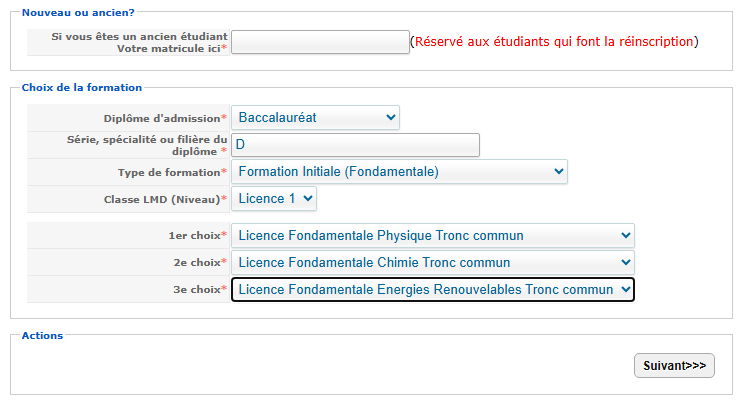 Nouveau ou ancien?
Si vous êtes un ancien étudiant
Votre matricule ici*
(Réservé aux étudiants qui font la réinscription)
Choix de la formation
Diplôme d'admission* Baccalauréat
Série, spécialité ou filière du
diplôme * D
Type de formation* Formation Initiale (Fondamentale)
Classe LMD (Niveau)* Licence 1
1er choix* Licence Fondamentale Physique Tronc commun
2e choix* Licence Fondamentale Chimie Tronc commun
3e choix* Licence Fondamentale Energies Renouvelables Tronc commun
Actions
Suivant>>>